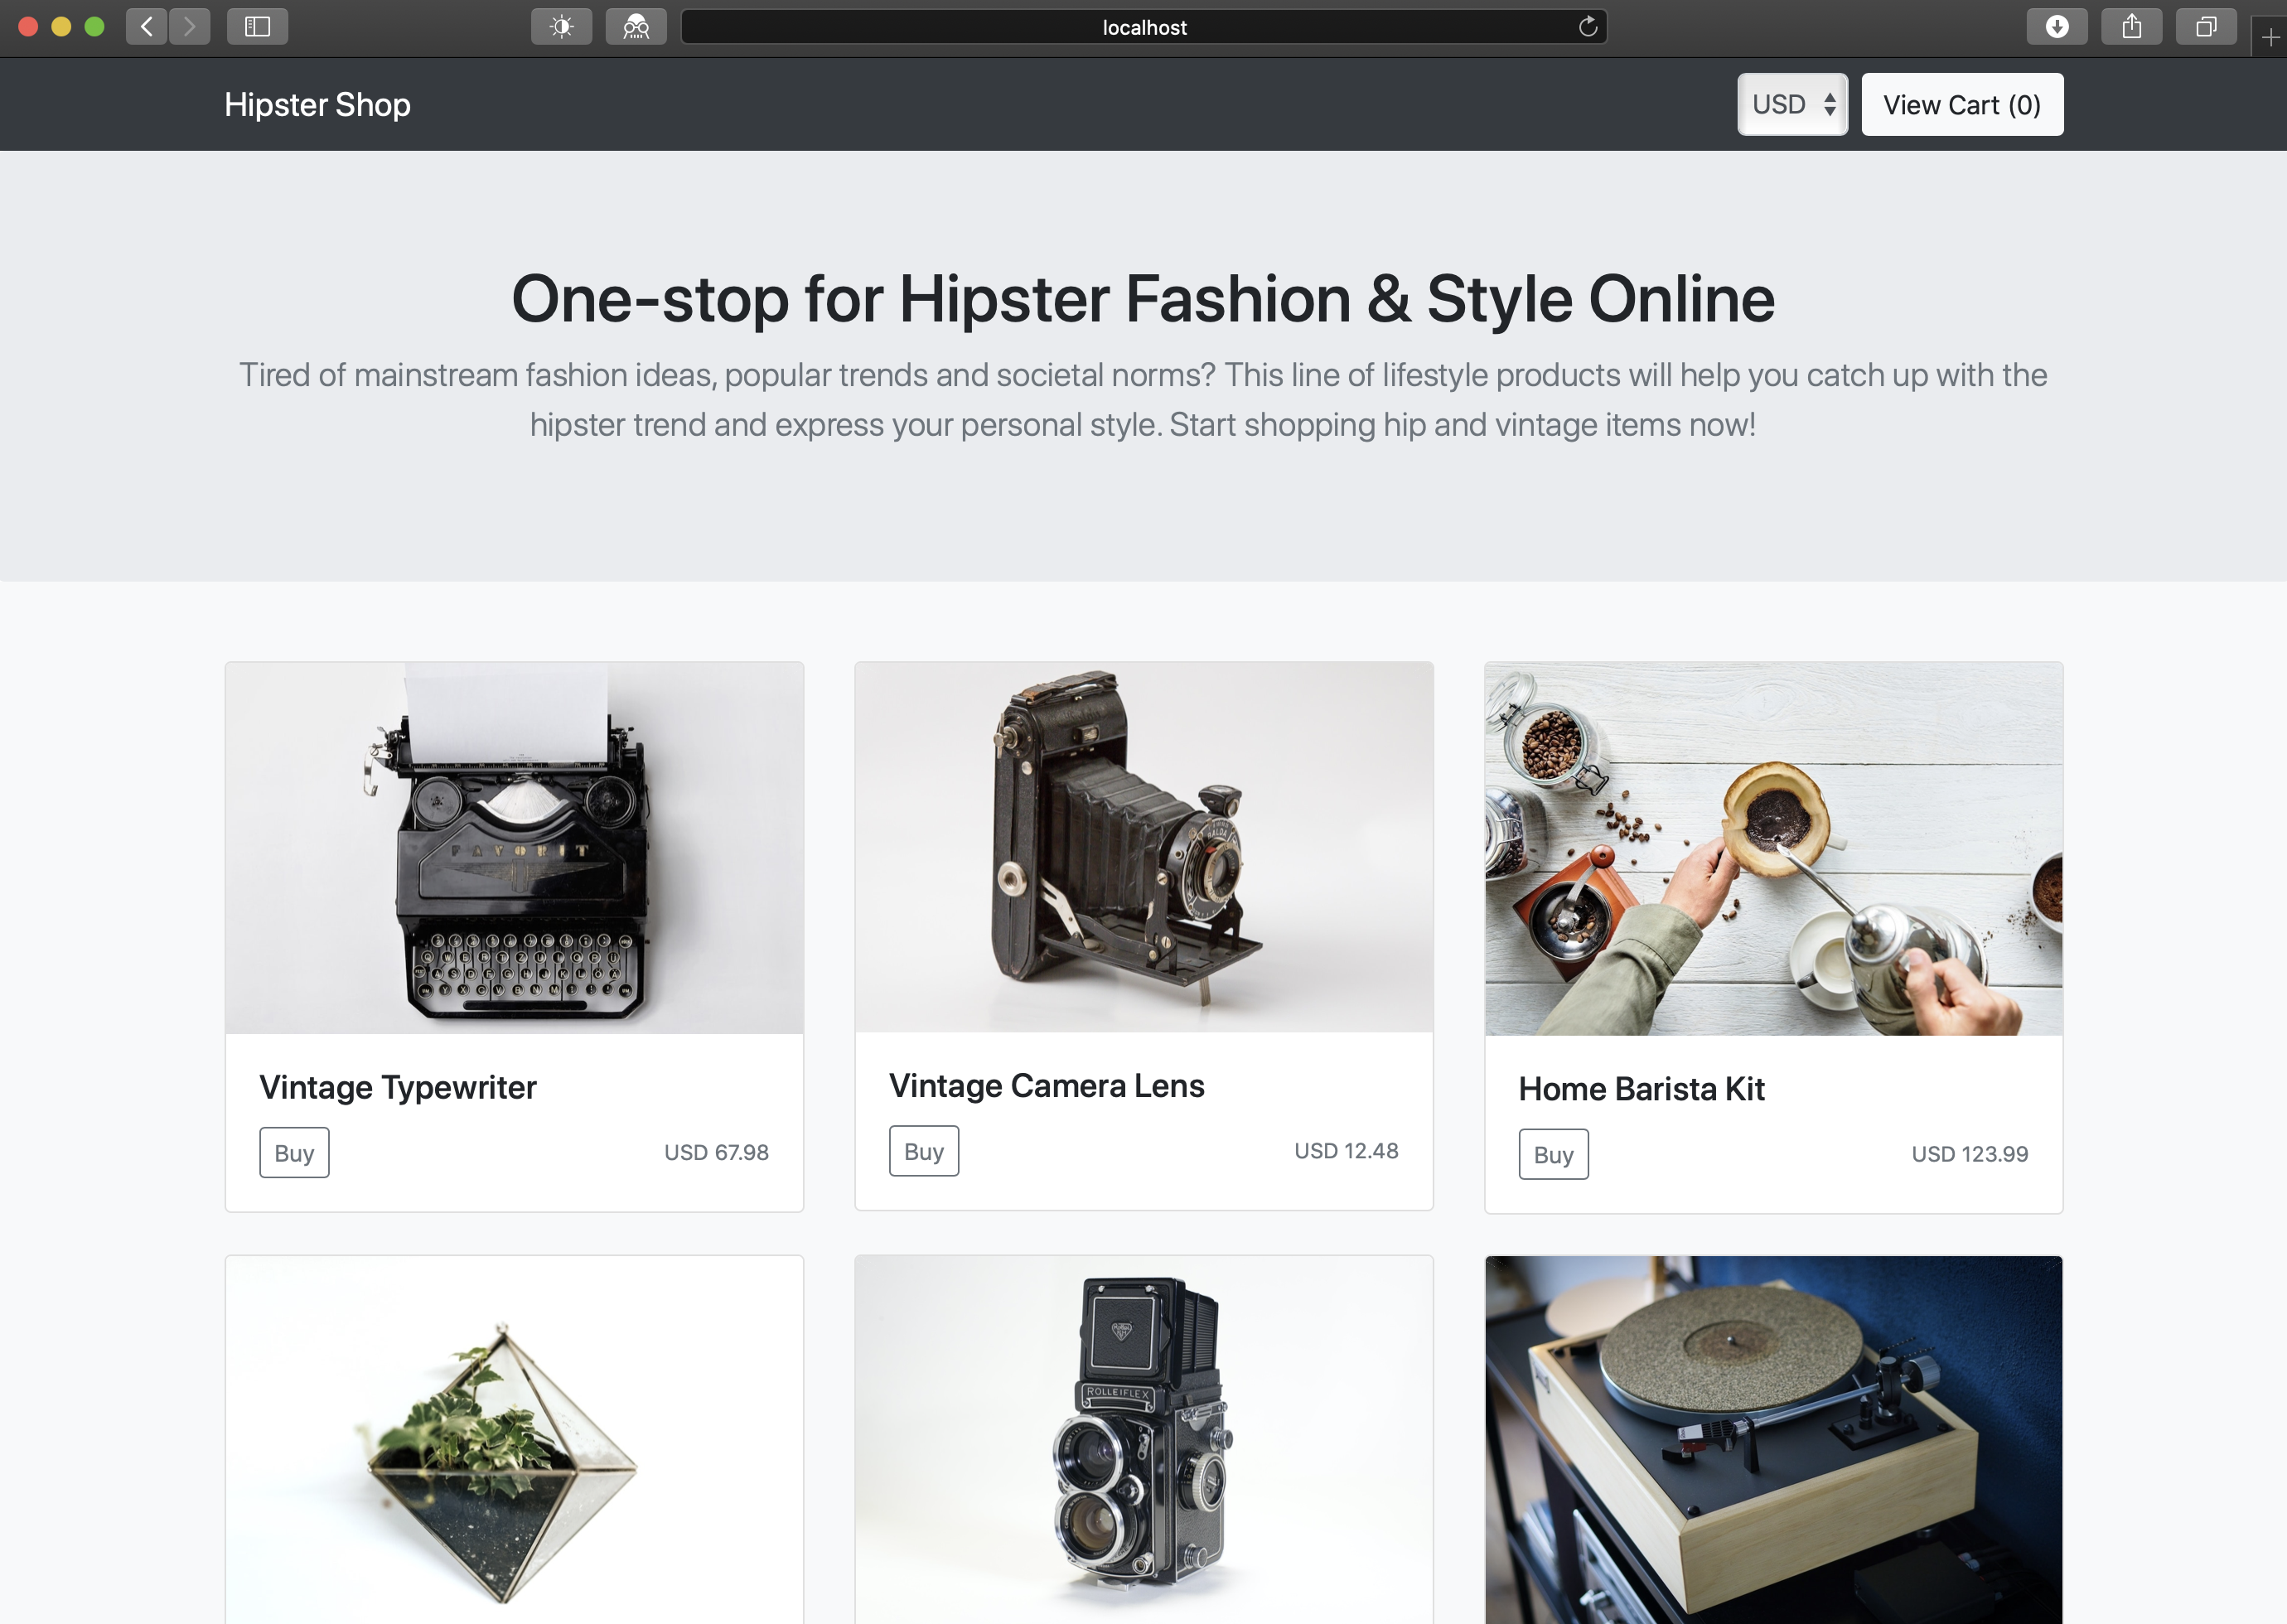 localhost
Hipster Shop
USD
View Cart (0)
One-stop for Hipster Fashion & Style Online
Tired of mainstream fashion ideas, popular trends and societal norms? This line of lifestyle products will help you catch up with the
hipster trend and express your personal style. Start shopping hip and vintage items now!
FAVORIT
Vintage Typewriter
Buy
USD 67.98
Vintage Camera Lens
Buy
USD 12.48
Home Barista Kit
Buy
USD 123.99
ROLLEIFLEX